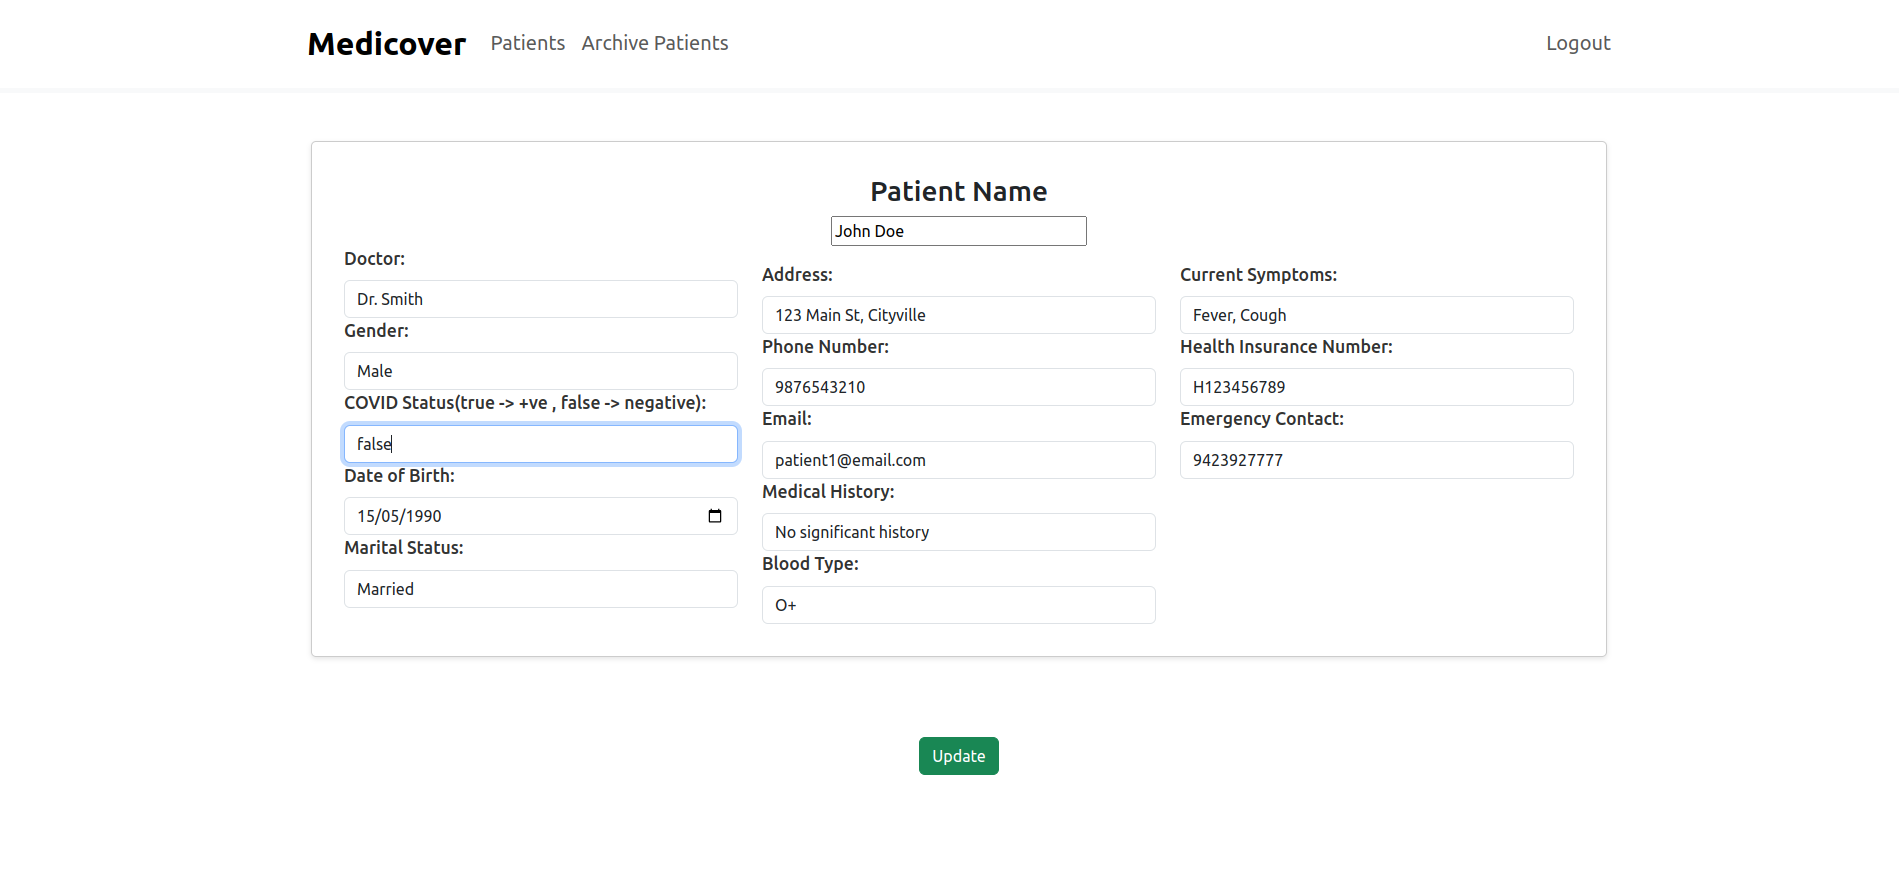 Medicover Patients Archive Patients Logout
Patient Name
John Doe
Doctor:
Dr. Smith
Gender:
Male
COVID Status(true -> +ve , false -> negative):
false
Date of Birth:
15/05/1990
Marital Status:
Married
Address:
123 Main St, Cityville
Phone Number:
9876543210
Email:
patient1@email.com
Medical History:
No significant history
Blood Type:
O+
Current Symptoms:
Fever, Cough
Health Insurance Number:
H123456789
Emergency Contact:
9423927777
Update